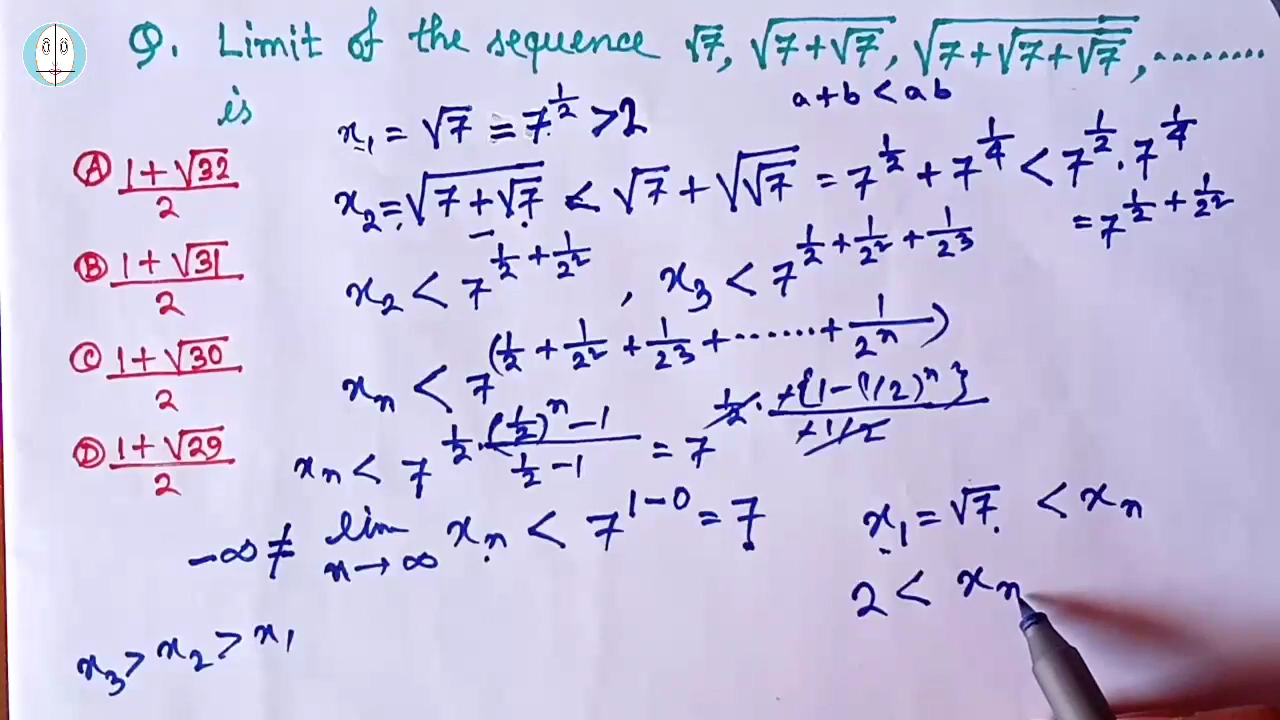 Q. Limit of the sequence √7, √(7+√7), √(7+√(7+√7)), ........
is
a+b < ab
x₁ = √7 = 7^(1/2) > 2
(A) (1+√32)/2
x₂ = √(7+√7) < √7 + √(√7) = 7^(1/2) + 7^(1/4) < 7^(1/2) . 7^(1/4)
= 7^(1/2 + 1/2²)
(B) (1+√31)/2
x₂ < 7^(1/2 + 1/2²) , x₃ < 7^(1/2 + 1/2² + 1/2³)
(C) (1+√30)/2
xₙ < 7^(1/2 + 1/2² + 1/2³ + ....... + 1/2ⁿ)
(D) (1+√29)/2
xₙ < 7^(1/2 . ((1/2)ⁿ - 1)/(1/2 - 1)) = 7^(1/2 . +{1-(1/2)ⁿ}/(+1/2))
-∞ ≠ lim n→∞ xₙ < 7^(1-0) = 7
x₁ = √7 < xₙ
2 < xₙ
x₃ > x₂ > x₁